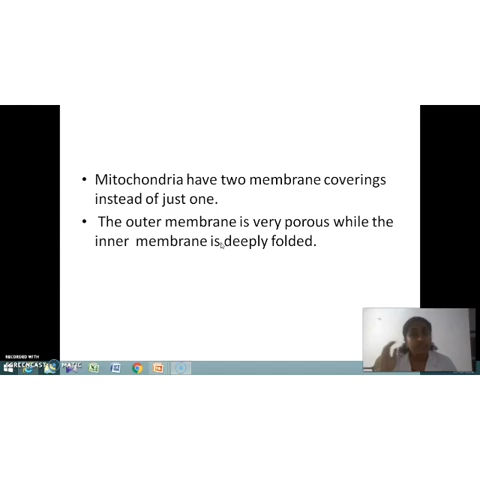 • Mitochondria have two membrane coverings
instead of just one.
• The outer membrane is very porous while the
inner membrane is deeply folded.
RECORDED WITH
SCREENCAST MATIC